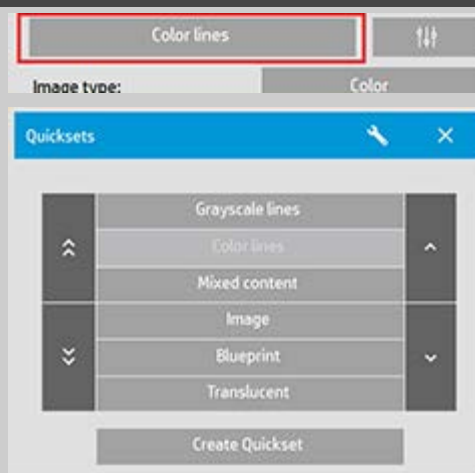 Color lines
Image type:
Color
Quicksets
Grayscale lines
Color lines
Mixed content
Image
Blueprint
Translucent
Create Quickset